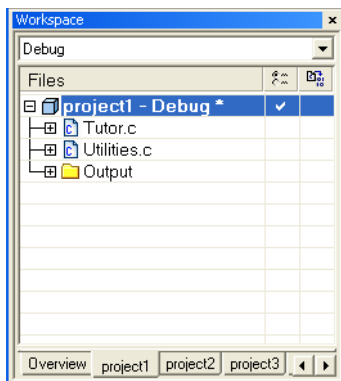 Workspace
Debug
Files
project1 - Debug *
Tutor.c
Utilities.c
Output
Overview project1 project2 project3